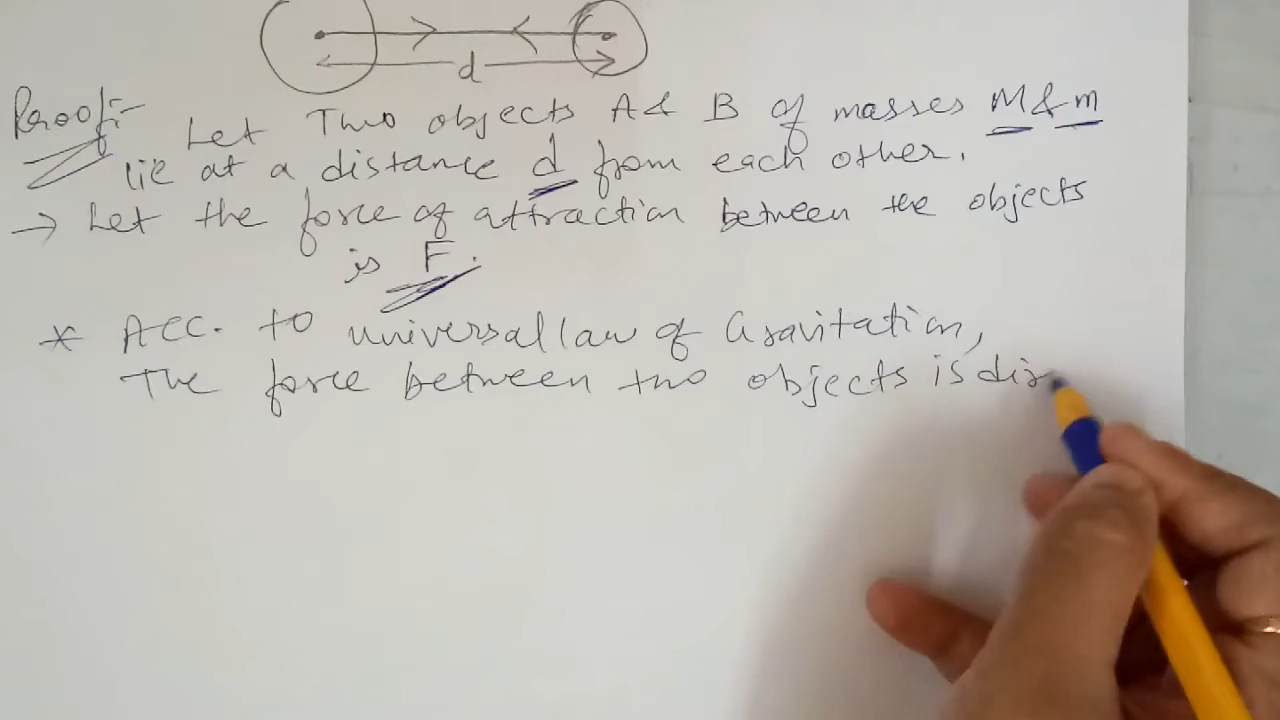 d
Proof:- Let Two objects A & B of masses M & m
lie at a distance d from each other.
→ Let the force of attraction between the objects
is F.
* Acc. to universal law of Gravitation,
The force between two objects is dir